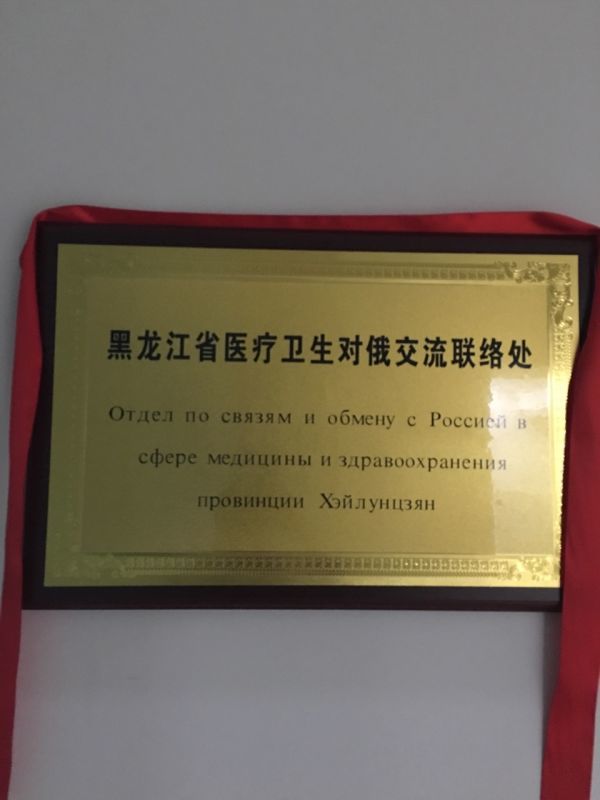 黑龙江省医疗卫生对俄交流联络处
Отдел по связям и обмену с Россией в
сфере медицины и здравоохранения
провинции Хэйлунцзян